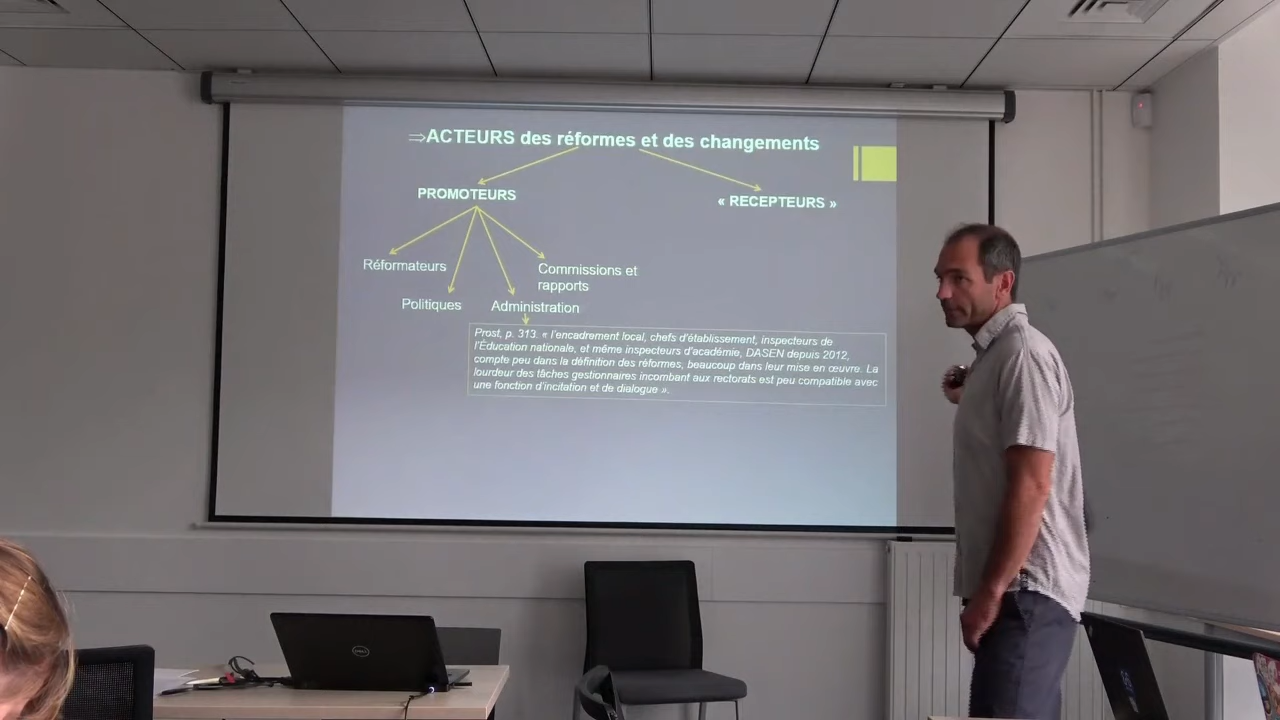 ⇒ACTEURS des réformes et des changements
PROMOTEURS
« RECEPTEURS »
Réformateurs
Commissions et
rapports
Politiques
Administration
Prost, p. 313. « l'encadrement local, chefs d'établissement, inspecteurs de
l'Éducation nationale, et même inspecteurs d'académie, DASEN depuis 2012,
compte peu dans la définition des réformes, beaucoup dans leur mise en œuvre. La
lourdeur des tâches gestionnaires incombant aux rectorats est peu compatible avec
une fonction d'incitation et de dialogue ».
DELL